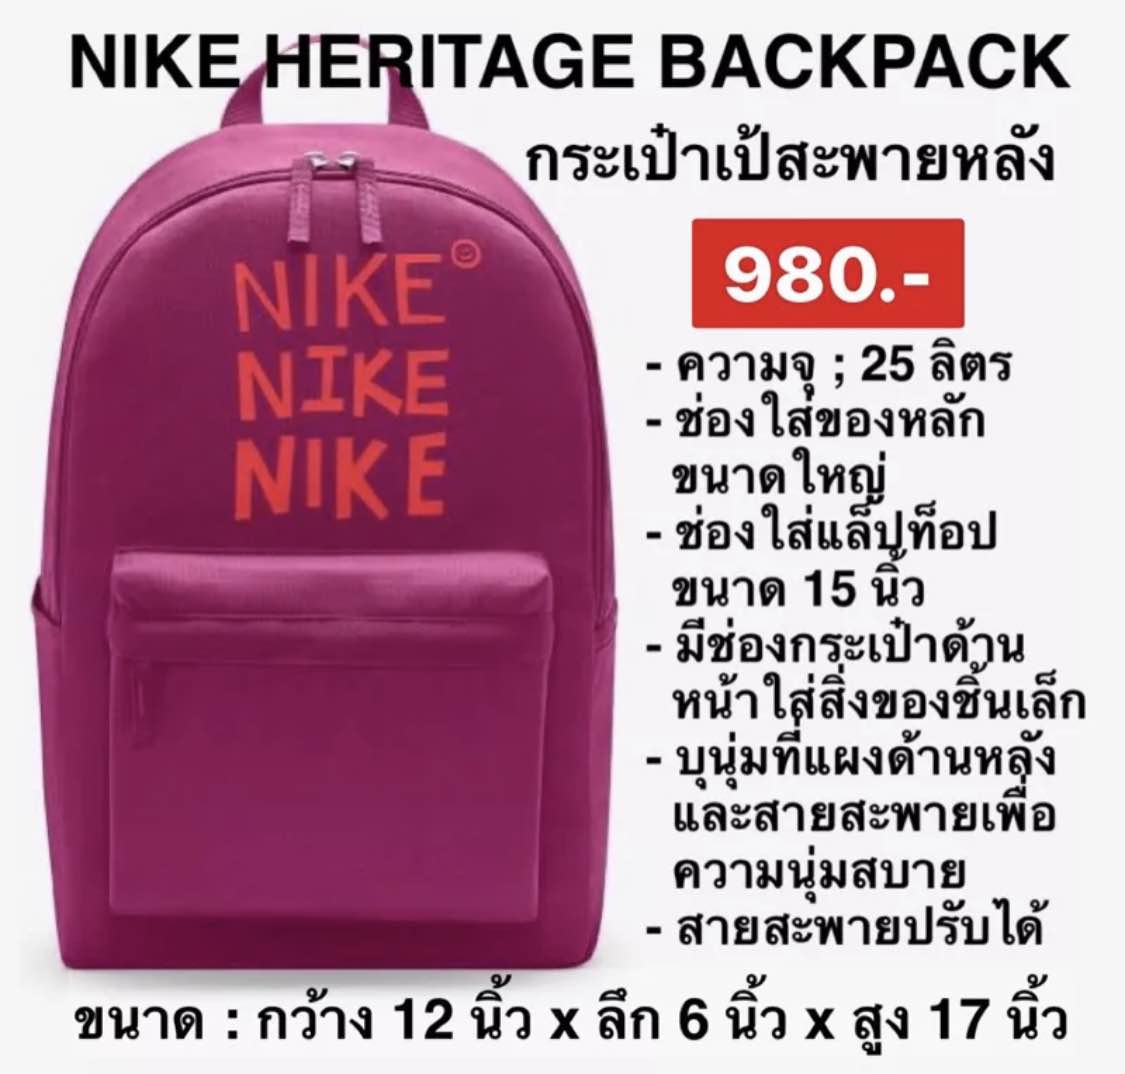 NIKE HERITAGE BACKPACK
กระเป๋าเป้สะพายหลัง
980.-
NIKE
NIKE
NIKE
- ความจุ ; 25 ลิตร
- ช่องใส่ของหลัก
ขนาดใหญ่
- ช่องใส่แล็ปท็อป
ขนาด 15 นิ้ว
- มีช่องกระเป๋าด้าน
หน้าใส่สิ่งของชิ้นเล็ก
- บุนุ่มที่แผงด้านหลัง
และสายสะพายเพื่อ
ความนุ่มสบาย
- สายสะพายปรับได้
ขนาด : กว้าง 12 นิ้ว x ลึก 6 นิ้ว x สูง 17 นิ้ว